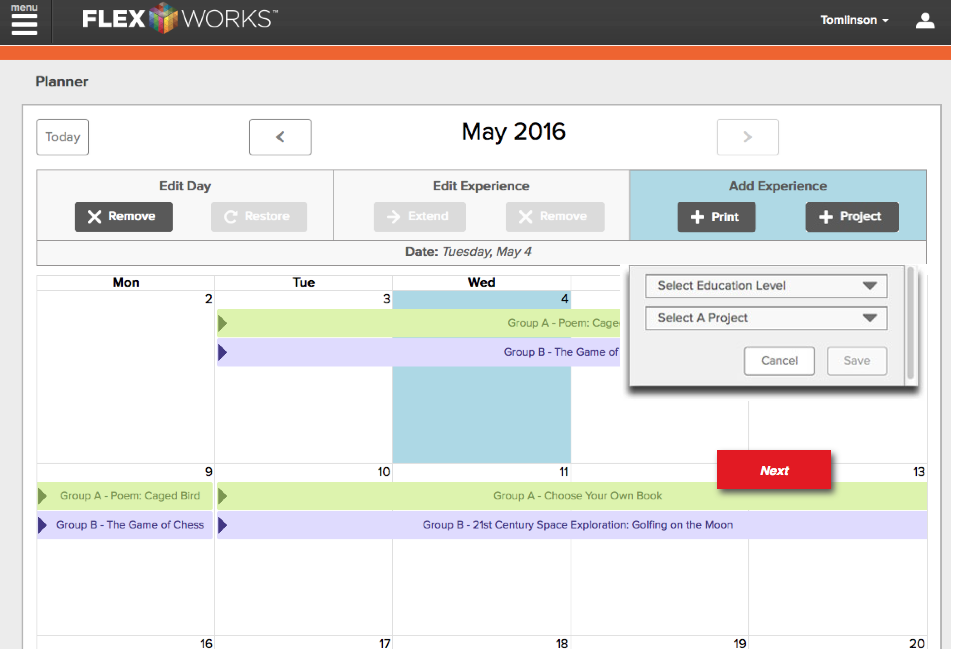 menu
FLEX WORKS™
Tomlinson
Planner
Today
<
May 2016
>
Edit Day
Edit Experience
Add Experience
Remove
Restore
Extend
Remove
Print
Project
Date: Tuesday, May 4
Mon
Tue
Wed
2
3
4
Select Education Level
Select A Project
Cancel
Save
Group A - Poem: Cage
Group B - The Game of
Next
9
10
11
13
Group A - Poem: Caged Bird
Group A - Choose Your Own Book
Group B - The Game of Chess
Group B - 21st Century Space Exploration: Golfing on the Moon
16
17
18
19
20